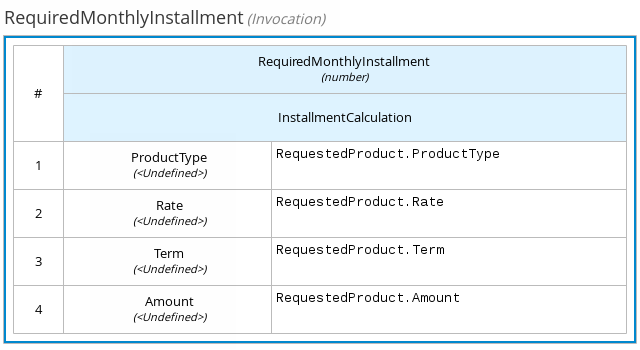 RequiredMonthlyInstallment (Invocation)
#
RequiredMonthlyInstallment
(number)
InstallmentCalculation
1
ProductType
(<Undefined>)
RequestedProduct.ProductType
2
Rate
(<Undefined>)
RequestedProduct.Rate
3
Term
(<Undefined>)
RequestedProduct.Term
4
Amount
(<Undefined>)
RequestedProduct.Amount